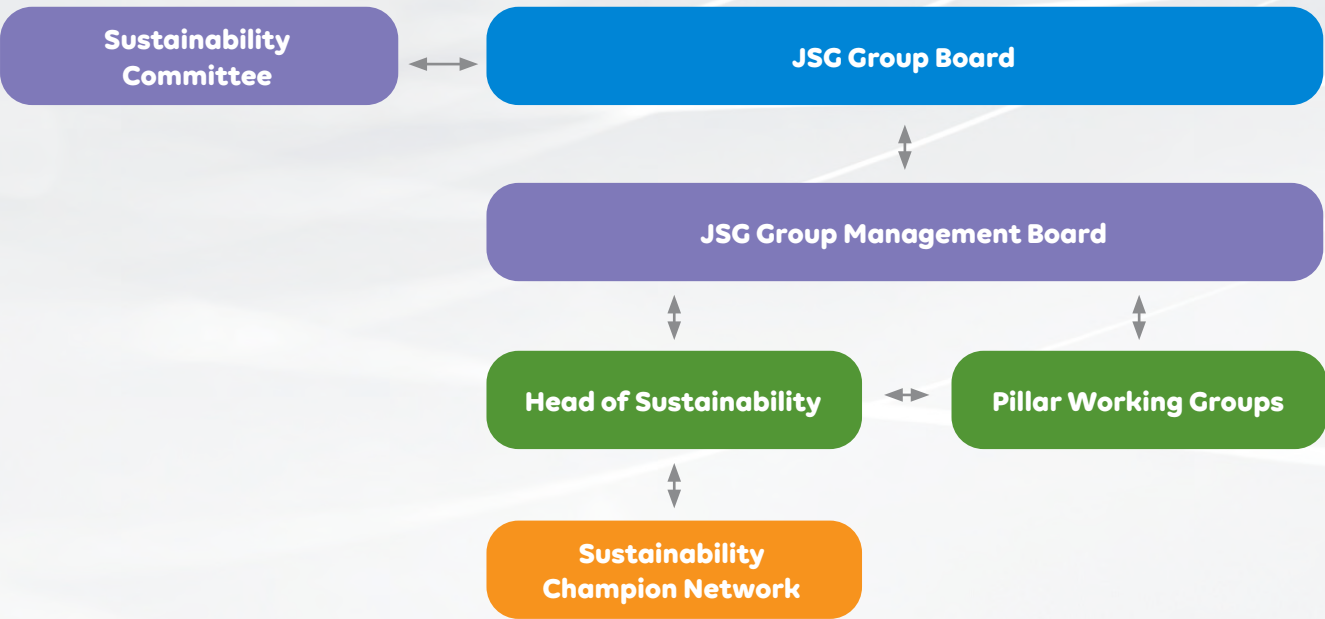 Sustainability
Committee
JSG Group Board
JSG Group Management Board
Head of Sustainability
Pillar Working Groups
Sustainability
Champion Network